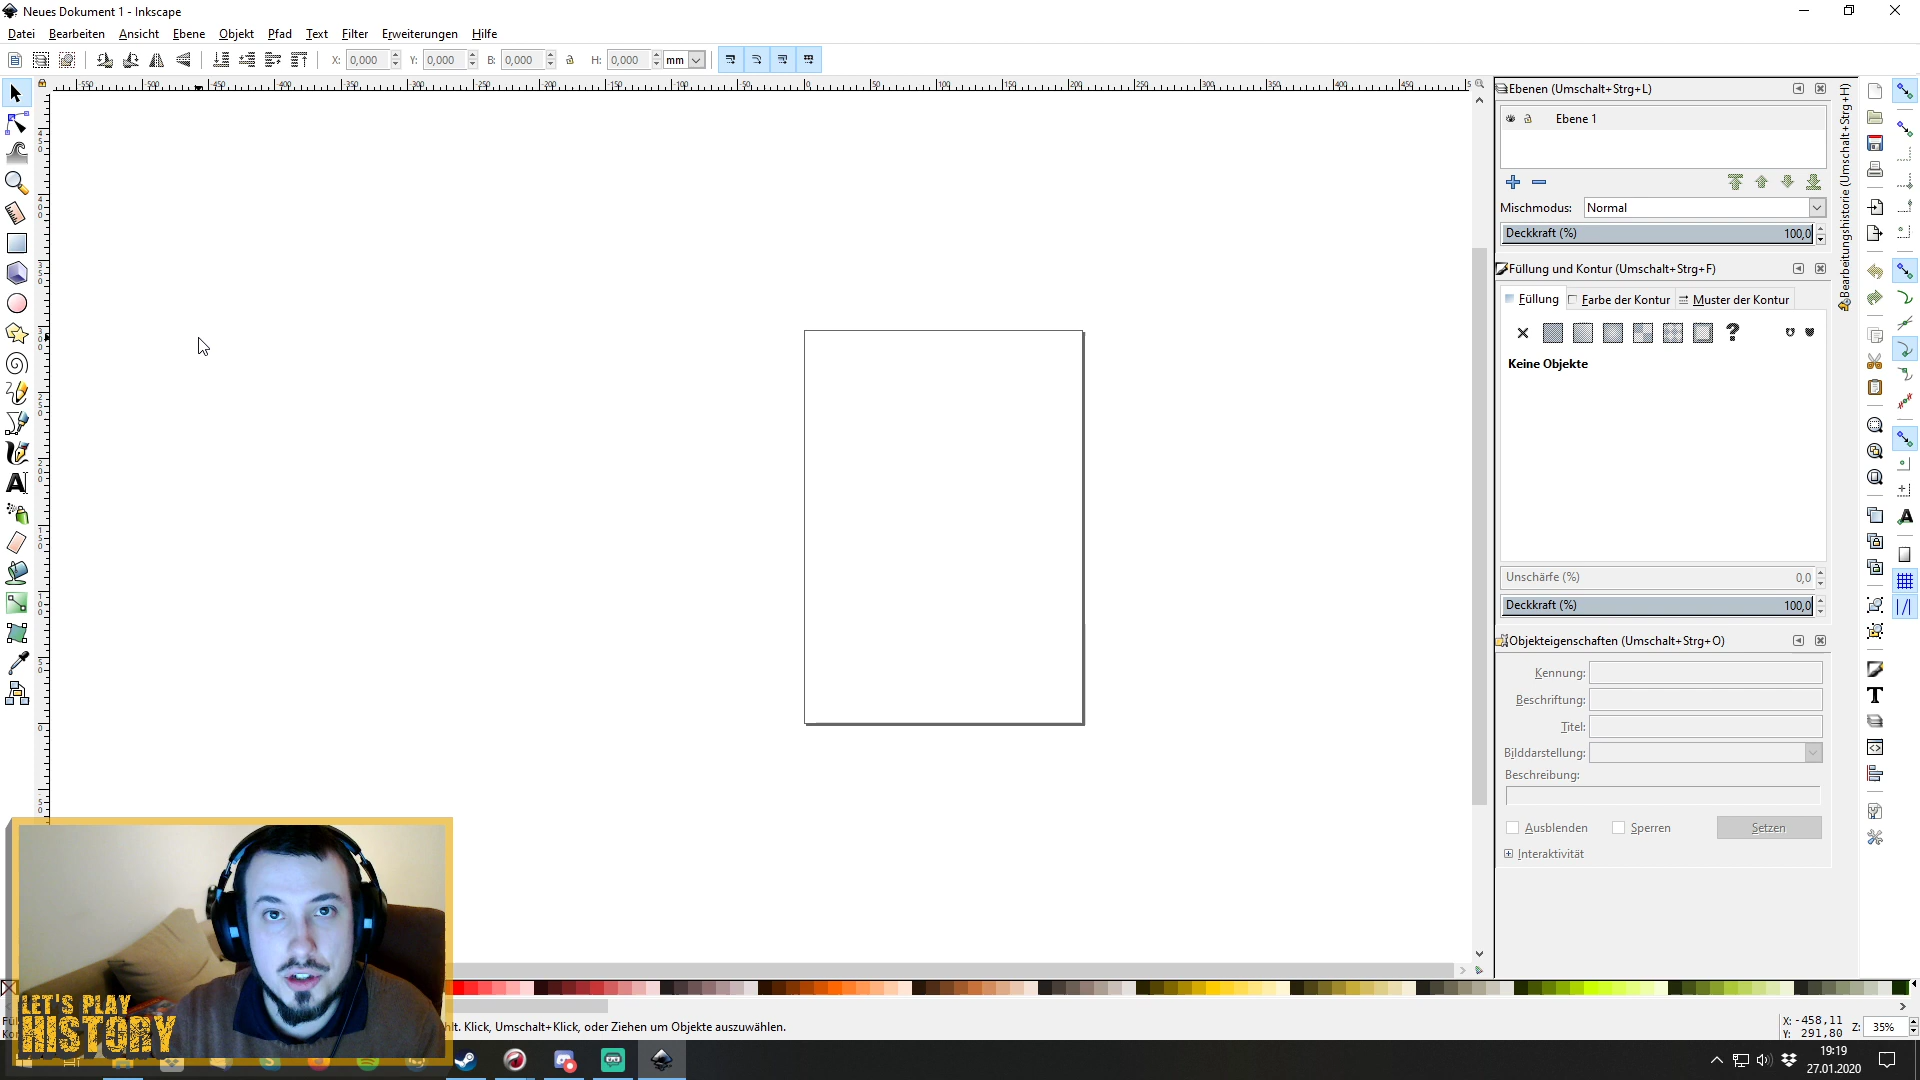 Neues Dokument 1 - Inkscape
Datei Bearbeiten Ansicht Ebene Objekt Pfad Text Filter Erweiterungen Hilfe
X: 0,000 Y: 0,000 B: 0,000 H: 0,000 mm
Ebenen (Umschalt+Strg+L)
Ebene 1
Mischmodus: Normal
Deckkraft (%) 100,0
Bearbeitungshistorie (Umschalt+Strg+H)
Füllung und Kontur (Umschalt+Strg+F)
Füllung Farbe der Kontur Muster der Kontur
Keine Objekte
Unschärfe (%) 0,0
Deckkraft (%) 100,0
Objekteigenschaften (Umschalt+Strg+O)
Kennung:
Beschriftung:
Titel:
Bilddarstellung:
Beschreibung:
Ausblenden Sperren Setzen
Interaktivität
LET'S PLAY
HISTORY
Klick, Umschalt+Klick, oder Ziehen um Objekte auszuwählen.
X: -458,11
Y: 291,80
Z: 35%
19:19
27.01.2020